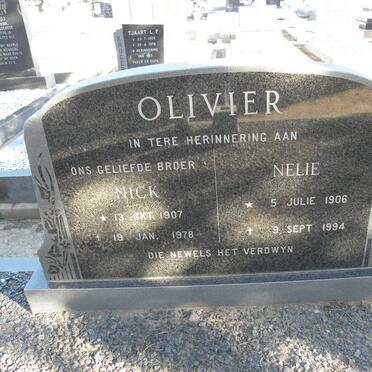 TJAART L. P.
OLIVIER
IN TERE HERINNERING AAN
ONS GELIEFDE BROER
NICK
★ 13 OKT. 1907
✝ 19 JAN. 1978
NELIE
★ 5 JULIE 1906
✝ 9 SEPT 1994
DIE NEWELS HET VERDWYN